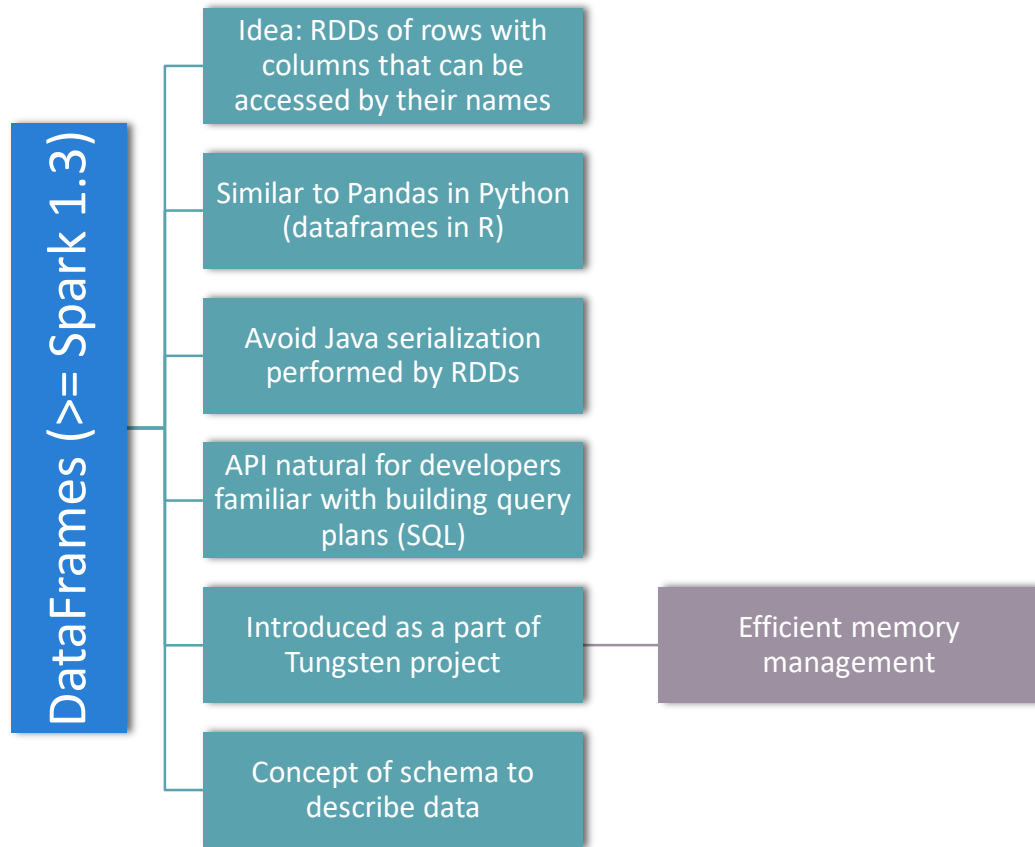 DataFrames (>= Spark 1.3)
Idea: RDDs of rows with
columns that can be
accessed by their names
Similar to Pandas in Python
(dataframes in R)
Avoid Java serialization
performed by RDDs
API natural for developers
familiar with building query
plans (SQL)
Introduced as a part of
Tungsten project
Efficient memory
management
Concept of schema to
describe data